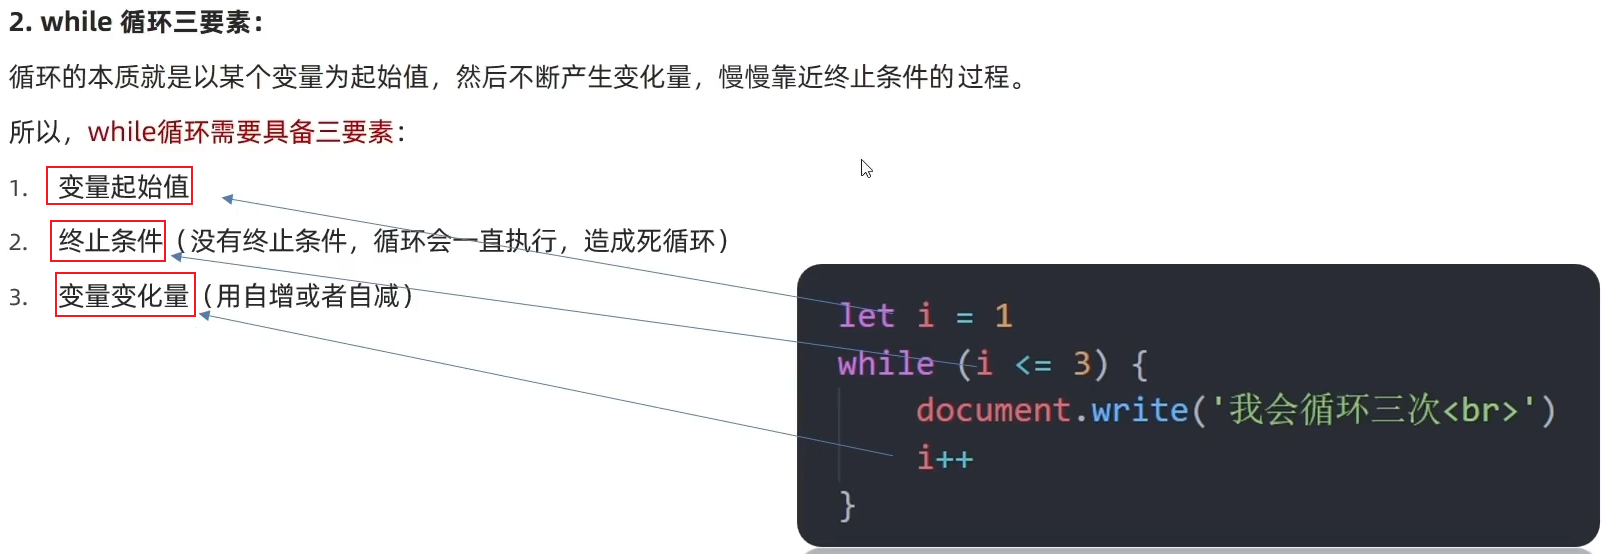 2. while 循环三要素：
循环的本质就是以某个变量为起始值，然后不断产生变化量，慢慢靠近终止条件的过程。
所以，while循环需要具备三要素：
1. 变量起始值
2. 终止条件（没有终止条件，循环会一直执行，造成死循环）
3. 变量变化量（用自增或者自减）
let i = 1
while (i <= 3) {
document.write('我会循环三次<br>')
i++
}